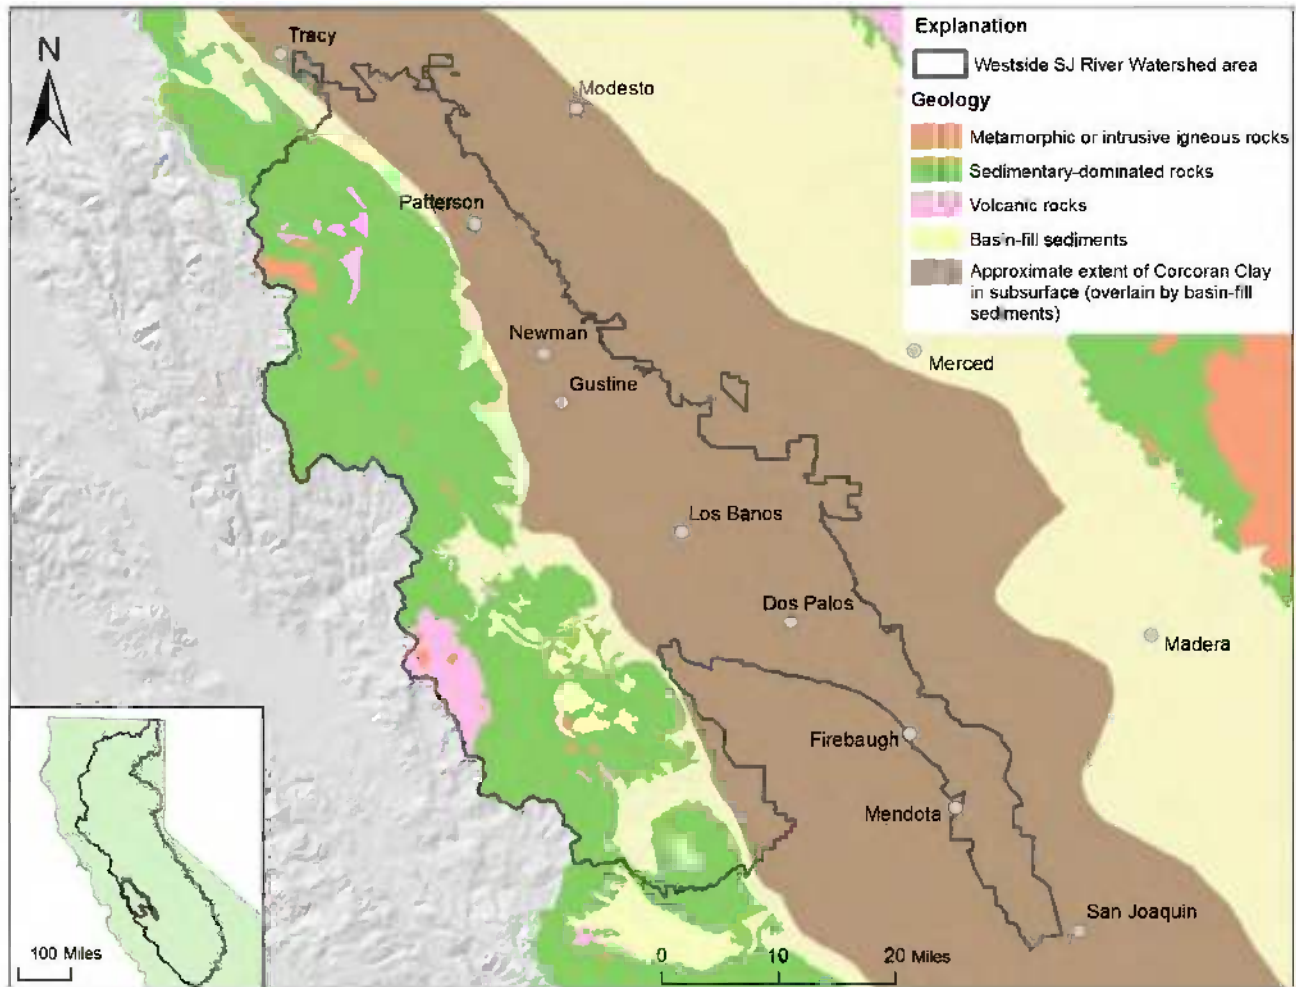 N
Tracy
Modesto
Patterson
Newman
Gustine
Merced
Los Banos
Dos Palos
Madera
Firebaugh
Mendota
San Joaquin
Explanation
Westside SJ River Watershed area
Geology
Metamorphic or intrusive igneous rocks
Sedimentary-dominated rocks
Volcanic rocks
Basin-fill sediments
Approximate extent of Corcoran Clay
in subsurface (overlain by basin-fill
sediments)
100 Miles
0 10 20 Miles